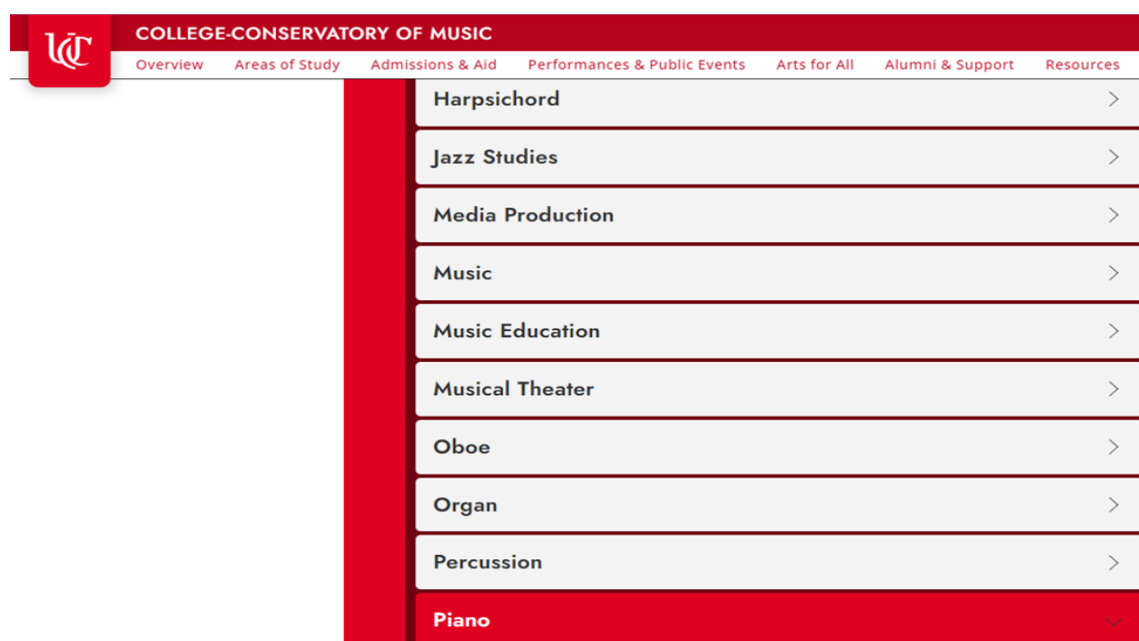 UC
COLLEGE-CONSERVATORY OF MUSIC
Overview Areas of Study Admissions & Aid Performances & Public Events Arts for All Alumni & Support Resources
Harpsichord
Jazz Studies
Media Production
Music
Music Education
Musical Theater
Oboe
Organ
Percussion
Piano